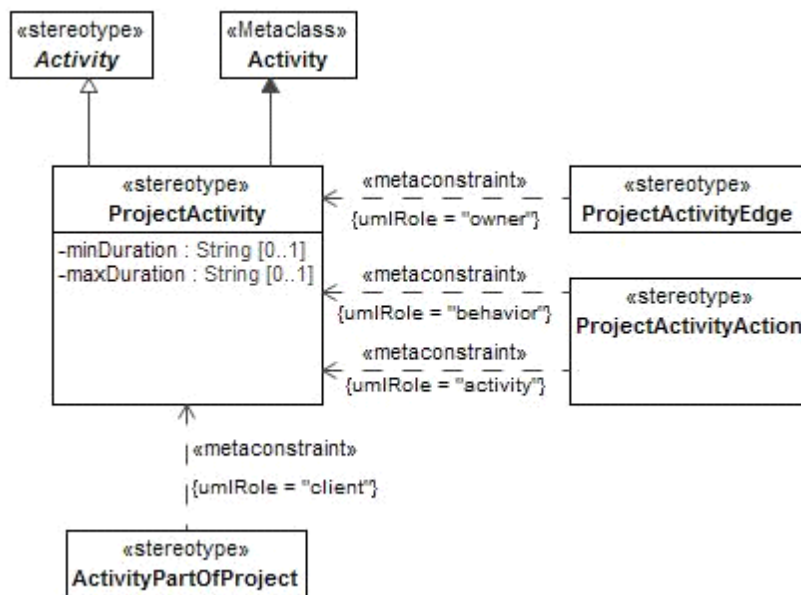 «stereotype»
Activity
«Metaclass»
Activity
«stereotype»
ProjectActivity
-minDuration : String [0..1]
-maxDuration : String [0..1]
«metaconstraint»
{umlRole = "owner"}
«stereotype»
ProjectActivityEdge
«metaconstraint»
{umlRole = "behavior"}
«metaconstraint»
{umlRole = "activity"}
«stereotype»
ProjectActivityAction
«metaconstraint»
{umlRole = "client"}
«stereotype»
ActivityPartOfProject